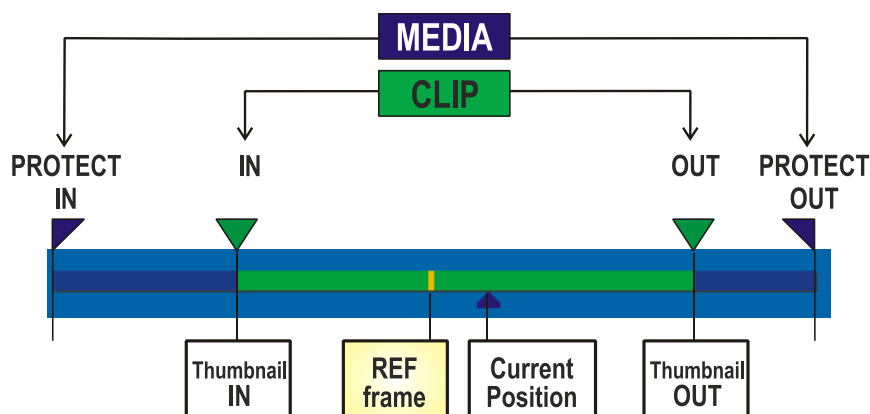 MEDIA
CLIP
PROTECT
IN
IN
OUT
PROTECT
OUT
Thumbnail
IN
REF
frame
Current
Position
Thumbnail
OUT